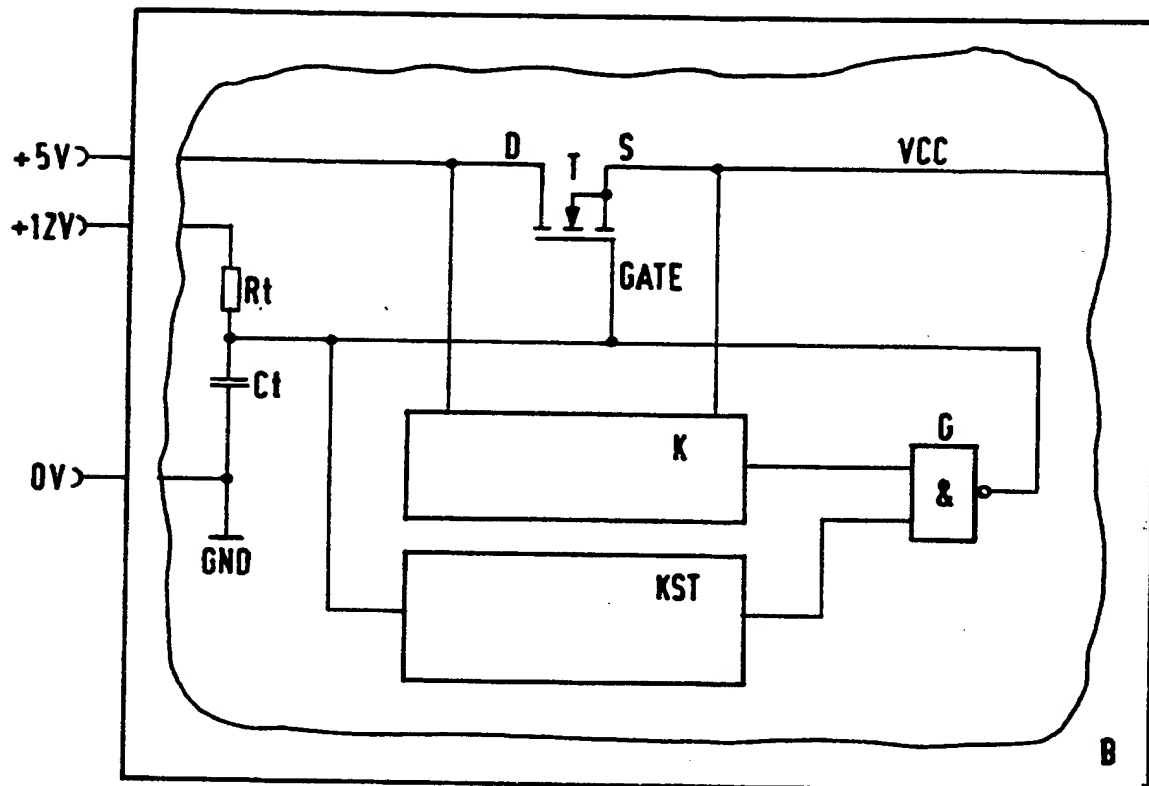 D T S VCC
+5V
+12V
GATE
Rt
Ct
K G
0V &
GND
KST
B